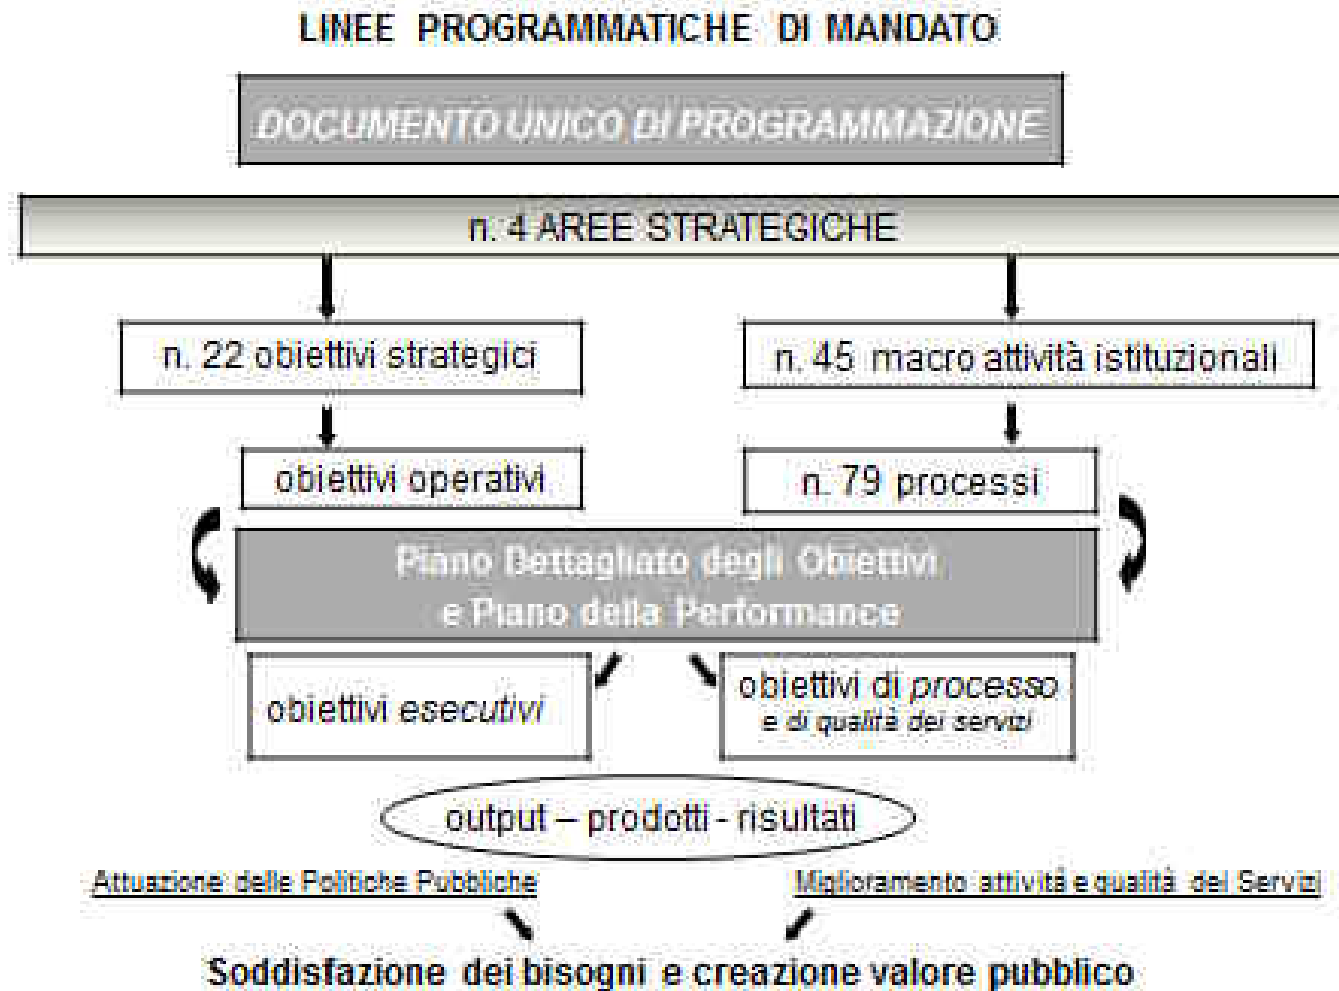 LINEE PROGRAMMATICHE DI MANDATO
DOCUMENTO UNICO DI PROGRAMMAZIONE
n. 4 AREE STRATEGICHE
n. 22 obiettivi strategici
n. 45 macro attività istituzionali
obiettivi operativi
n. 79 processi
Piano Dettagliato degli Obiettivi
e Piano della Performance
obiettivi esecutivi
obiettivi di processo
e di qualità dei servizi
output – prodotti - risultati
Attuazione delle Politiche Pubbliche
Miglioramento attività e qualità dei Servizi
Soddisfazione dei bisogni e creazione valore pubblico